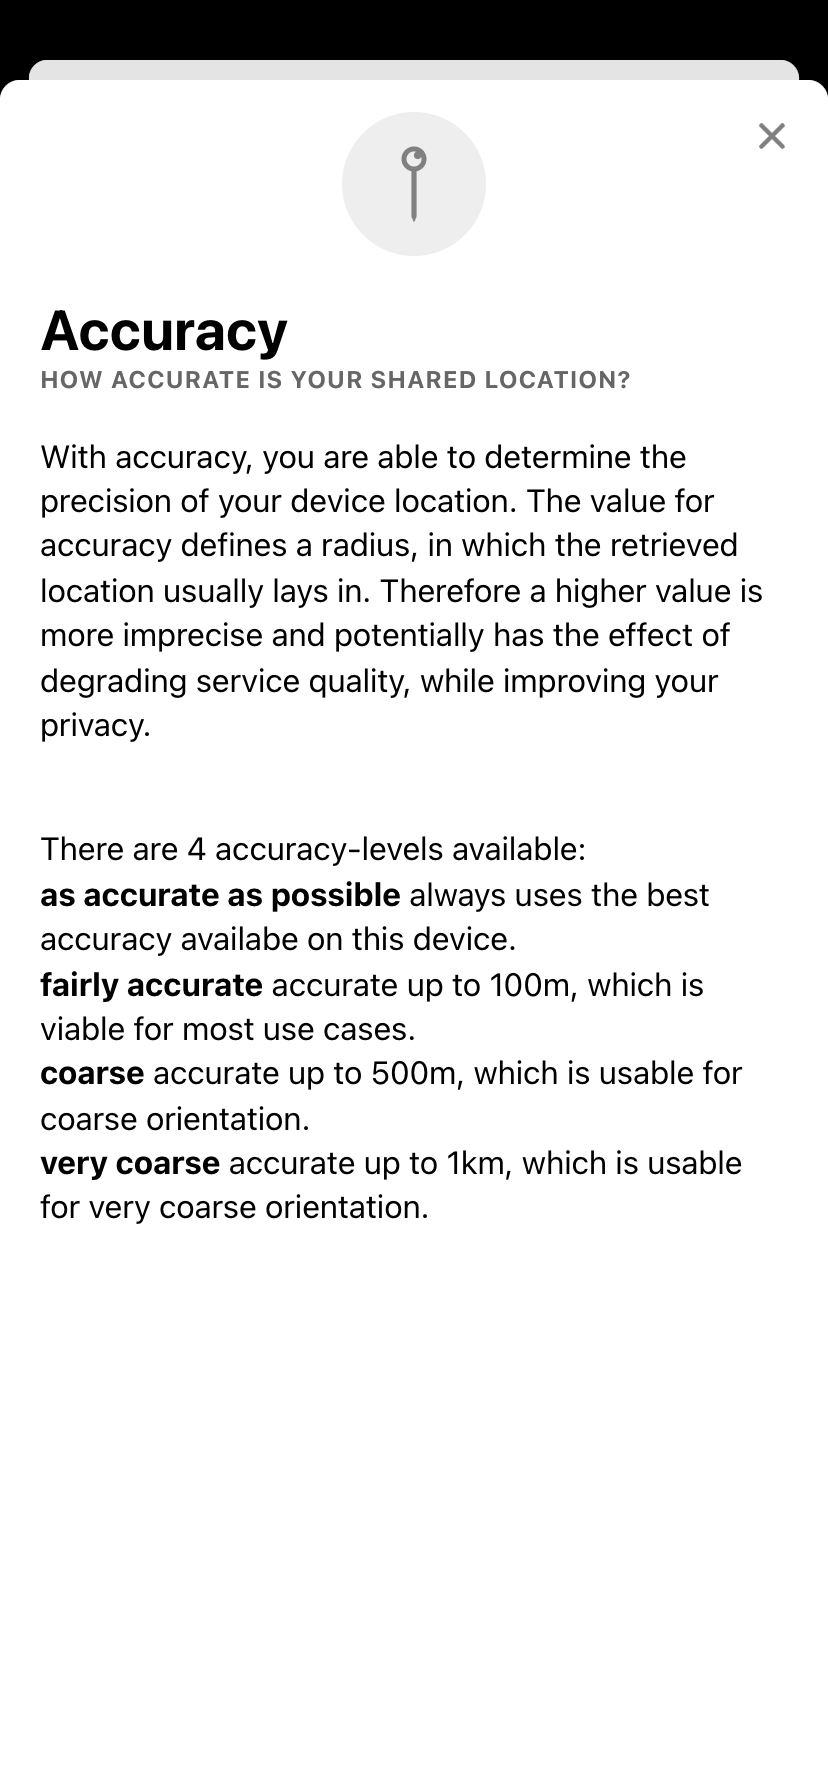 Accuracy
HOW ACCURATE IS YOUR SHARED LOCATION?
With accuracy, you are able to determine the
precision of your device location. The value for
accuracy defines a radius, in which the retrieved
location usually lays in. Therefore a higher value is
more imprecise and potentially has the effect of
degrading service quality, while improving your
privacy.
There are 4 accuracy-levels available:
as accurate as possible always uses the best
accuracy availabe on this device.
fairly accurate accurate up to 100m, which is
viable for most use cases.
coarse accurate up to 500m, which is usable for
coarse orientation.
very coarse accurate up to 1km, which is usable
for very coarse orientation.